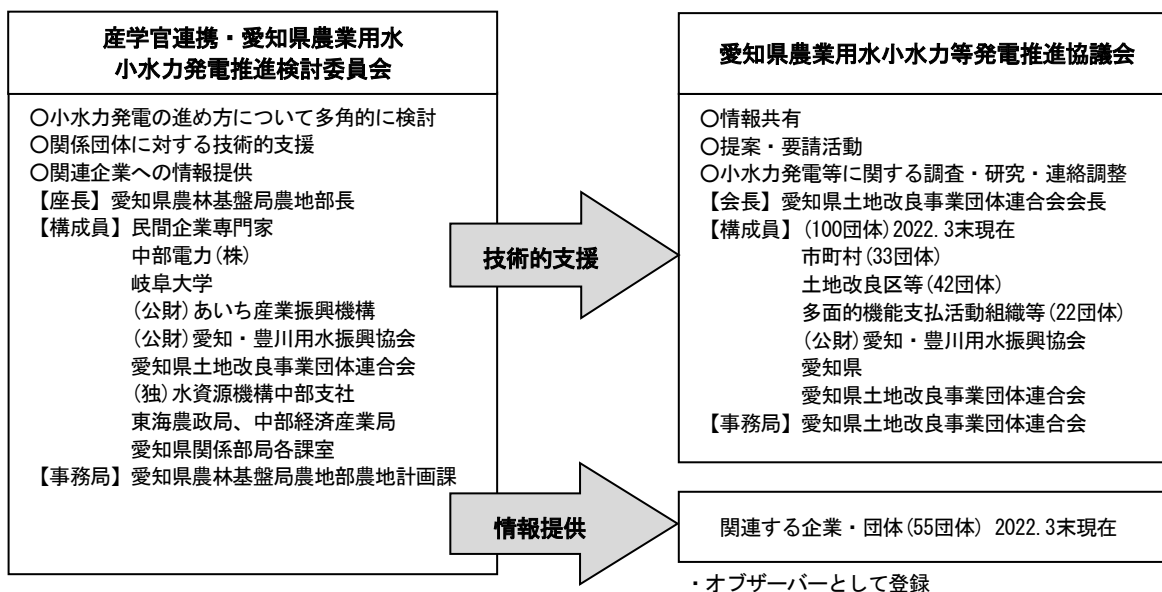 産学官連携・愛知県農業用水
小水力発電推進検討委員会
○小水力発電の進め方について多角的に検討
○関係団体に対する技術的支援
○関連企業への情報提供
【座長】愛知県農林基盤局農地部長
【構成員】民間企業専門家
中部電力(株)
岐阜大学
(公財)あいち産業振興機構
(公財)愛知・豊川用水振興協会
愛知県土地改良事業団体連合会
(独)水資源機構中部支社
東海農政局、中部経済産業局
愛知県関係部局各課室
【事務局】愛知県農林基盤局農地部農地計画課
技術的支援
情報提供
愛知県農業用水小水力等発電推進協議会
○情報共有
○提案・要請活動
○小水力発電等に関する調査・研究・連絡調整
【会長】愛知県土地改良事業団体連合会会長
【構成員】(100団体)2022.3末現在
市町村(33団体)
土地改良区等(42団体)
多面的機能支払活動組織等(22団体)
(公財)愛知・豊川用水振興協会
愛知県
愛知県土地改良事業団体連合会
【事務局】愛知県土地改良事業団体連合会
関連する企業・団体(55団体) 2022.3末現在
・オブザーバーとして登録